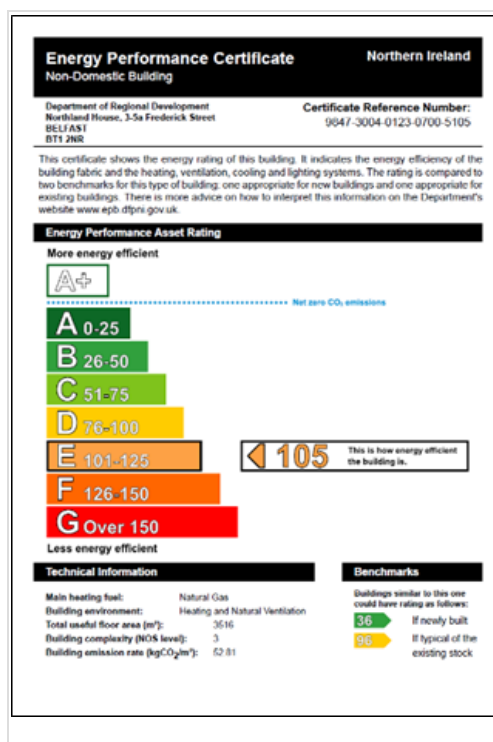 Energy Performance Certificate
Non-Domestic Building
Northern Ireland
Department of Regional Development
Northland House, 3-5a Frederick Street
BELFAST
BT1 2NR
Certificate Reference Number:
9847-3004-0123-0700-5105
This certificate shows the energy rating of this building. It indicates the energy efficiency of the
building fabric and the heating, ventilation, cooling and lighting systems. The rating is compared to
two benchmarks for this type of building: one appropriate for new buildings and one appropriate for
existing buildings. There is more advice on how to interpret this information on the Department's
website www.epb.dfpni.gov.uk.
Energy Performance Asset Rating
More energy efficient
A+
Net zero CO₂ emissions
A 0-25
B 26-50
C 51-75
D 76-100
E 101-125
105
This is how energy efficient
the building is.
F 126-150
G Over 150
Less energy efficient
Technical Information
Main heating fuel: Natural Gas
Building environment: Heating and Natural Ventilation
Total useful floor area (m²): 3516
Building complexity (NOS level): 3
Building emission rate (kgCO₂/m²): 52.81
Benchmarks
Buildings similar to this one
could have rating as follows:
36 If newly built
96 If typical of the
existing stock